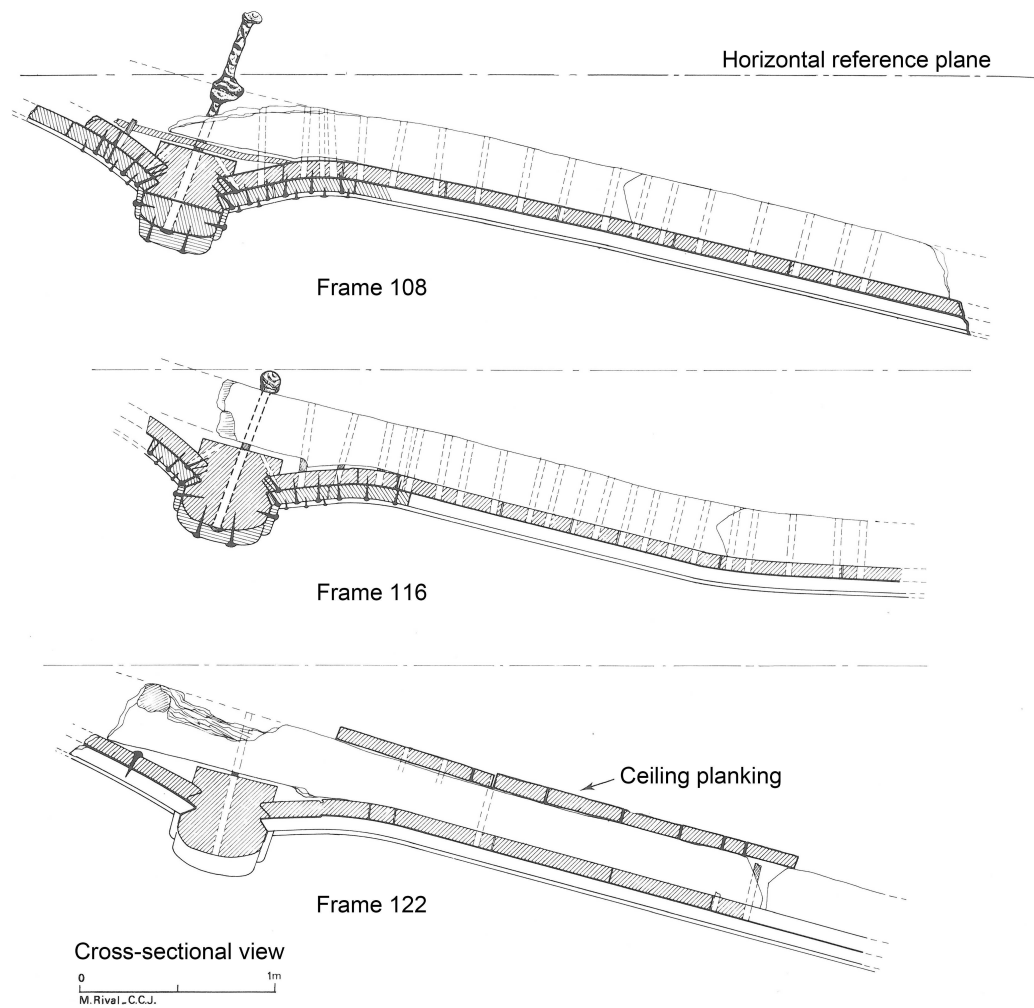 Horizontal reference plane
Frame 108
Frame 116
Ceiling planking
Frame 122
Cross-sectional view
0 1m
M.Rival_C.C.J.